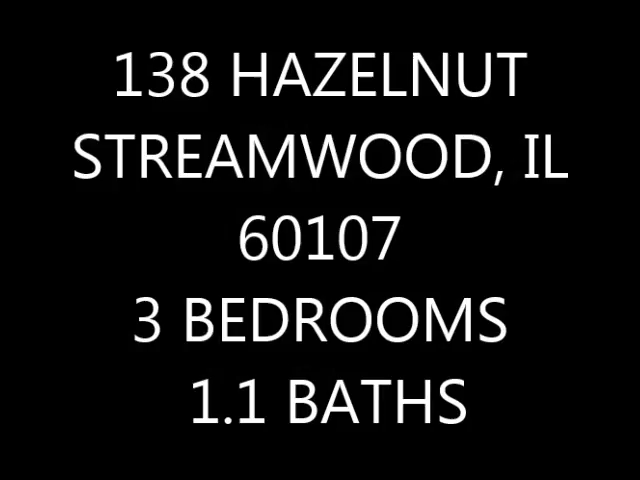 138 HAZELNUT
STREAMWOOD, IL
60107
3 BEDROOMS
1.1 BATHS